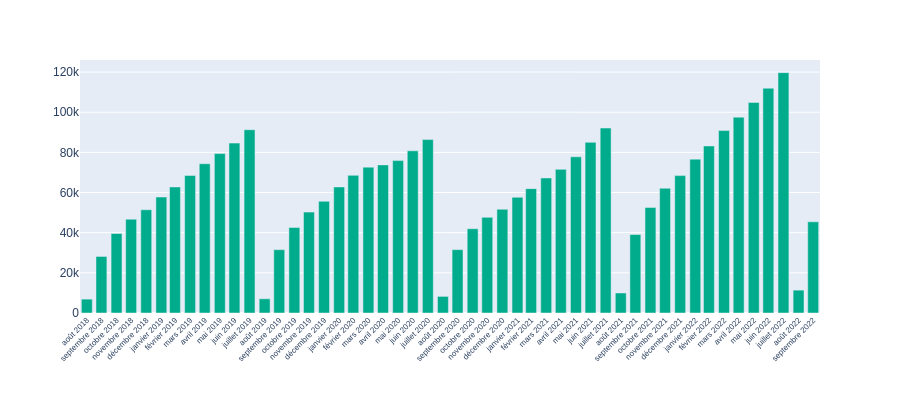 120k
100k
80k
60k
40k
20k
0
août 2018
septembre 2018
octobre 2018
novembre 2018
décembre 2018
janvier 2019
février 2019
mars 2019
avril 2019
mai 2019
juin 2019
juillet 2019
août 2019
septembre 2019
octobre 2019
novembre 2019
décembre 2019
janvier 2020
février 2020
mars 2020
avril 2020
mai 2020
juin 2020
juillet 2020
août 2020
septembre 2020
octobre 2020
novembre 2020
décembre 2020
janvier 2021
février 2021
mars 2021
avril 2021
mai 2021
juin 2021
juillet 2021
août 2021
septembre 2021
octobre 2021
novembre 2021
décembre 2021
janvier 2022
février 2022
mars 2022
avril 2022
mai 2022
juin 2022
juillet 2022
août 2022
septembre 2022